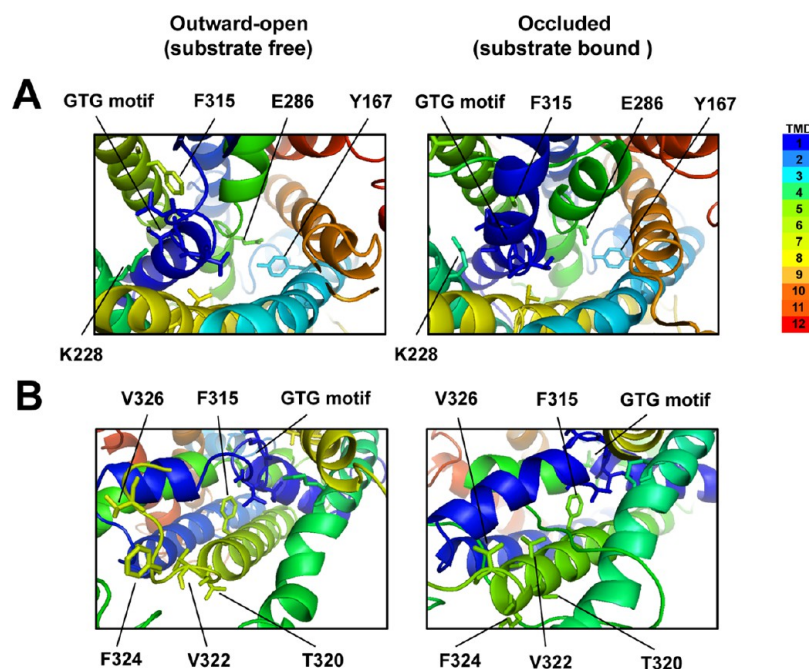 Outward-open
(substrate free)
Occluded
(substrate bound )
A
GTG motif F315 E286 Y167
GTG motif F315 E286 Y167
K228
K228
TMD
1
2
3
4
5
6
7
8
9
10
11
12
B
V326 F315 GTG motif
V326 F315 GTG motif
F324 V322 T320
F324 V322 T320